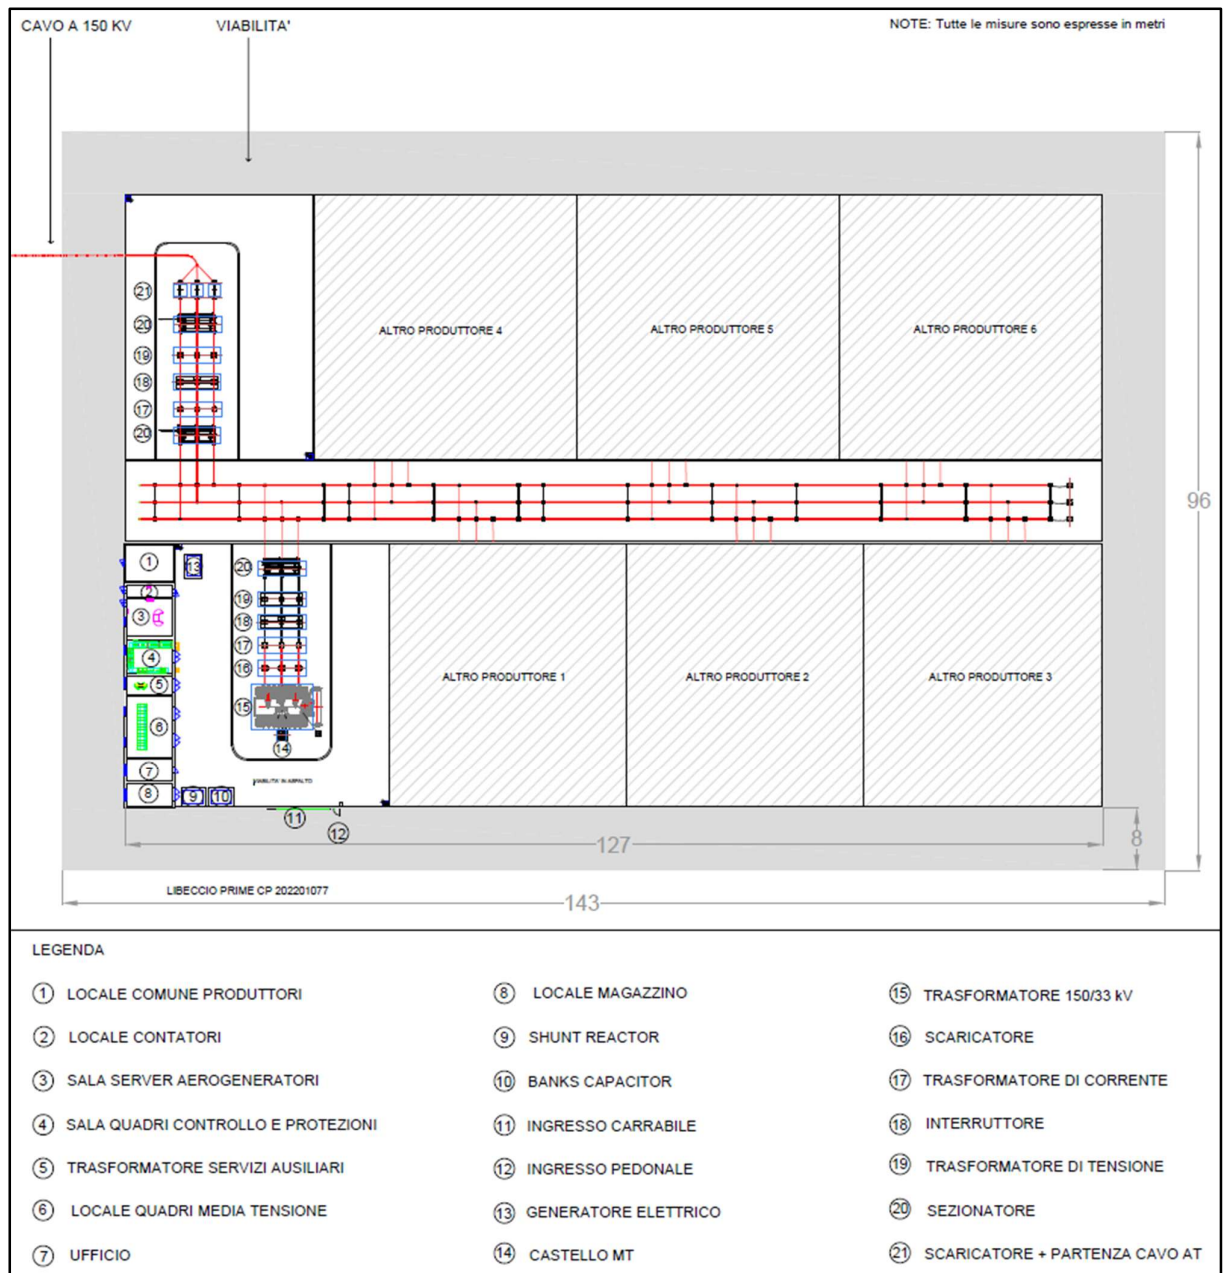 CAVO A 150 KV
VIABILITA'
NOTE: Tutte le misure sono espresse in metri
21
20
19
18
17
20
ALTRO PRODUTTORE 4
ALTRO PRODUTTORE 5
ALTRO PRODUTTORE 6
96
1
2
3
4
5
6
7
8
13
9
10
20
19
18
17
16
15
14
VIABILITA' IN ASFALTO
11
12
ALTRO PRODUTTORE 1
ALTRO PRODUTTORE 2
ALTRO PRODUTTORE 3
127
8
LIBECCIO PRIME CP 202201077
143
LEGENDA
1 LOCALE COMUNE PRODUTTORI
2 LOCALE CONTATORI
3 SALA SERVER AEROGENERATORI
4 SALA QUADRI CONTROLLO E PROTEZIONI
5 TRASFORMATORE SERVIZI AUSILIARI
6 LOCALE QUADRI MEDIA TENSIONE
7 UFFICIO
8 LOCALE MAGAZZINO
9 SHUNT REACTOR
10 BANKS CAPACITOR
11 INGRESSO CARRABILE
12 INGRESSO PEDONALE
13 GENERATORE ELETTRICO
14 CASTELLO MT
15 TRASFORMATORE 150/33 kV
16 SCARICATORE
17 TRASFORMATORE DI CORRENTE
18 INTERRUTTORE
19 TRASFORMATORE DI TENSIONE
20 SEZIONATORE
21 SCARICATORE + PARTENZA CAVO AT